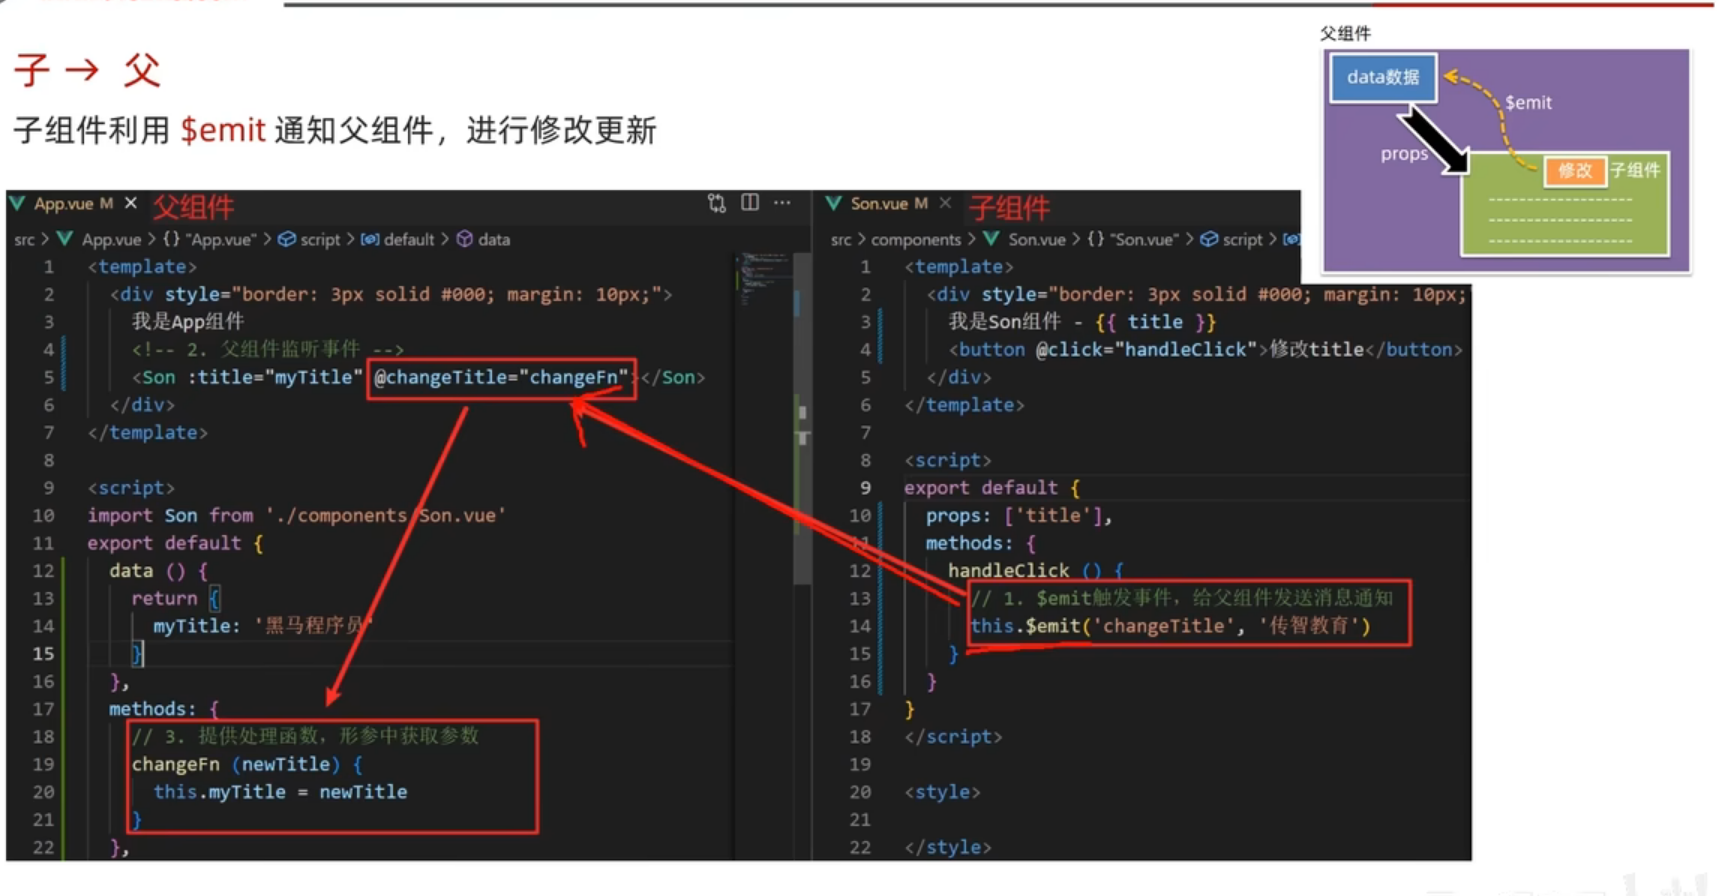 子 → 父
子组件利用 $emit 通知父组件，进行修改更新
父组件
data数据
$emit
props
修改
子组件
App.vue M × 父组件
src > App.vue > {} "App.vue" > script > default > data
1 <template>
2 <div style="border: 3px solid #000; margin: 10px;">
3 我是App组件
4 <!-- 2. 父组件监听事件 -->
5 <Son :title="myTitle" @changeTitle="changeFn"></Son>
6 </div>
7 </template>
8
9 <script>
10 import Son from './components/Son.vue'
11 export default {
12 data () {
13 return {
14 myTitle: '黑马程序员'
15 }
16 },
17 methods: {
18 // 3. 提供处理函数，形参中获取参数
19 changeFn (newTitle) {
20 this.myTitle = newTitle
21 }
22 },
Son.vue M × 子组件
src > components > Son.vue > {} "Son.vue" > script >
1 <template>
2 <div style="border: 3px solid #000; margin: 10px;
3 我是Son组件 - {{ title }}
4 <button @click="handleClick">修改title</button>
5 </div>
6 </template>
7
8 <script>
9 export default {
10 props: ['title'],
11 methods: {
12 handleClick () {
13 // 1. $emit触发事件，给父组件发送消息通知
14 this.$emit('changeTitle', '传智教育')
15 }
16 }
17 }
18 </script>
19
20 <style>
21
22 </style>